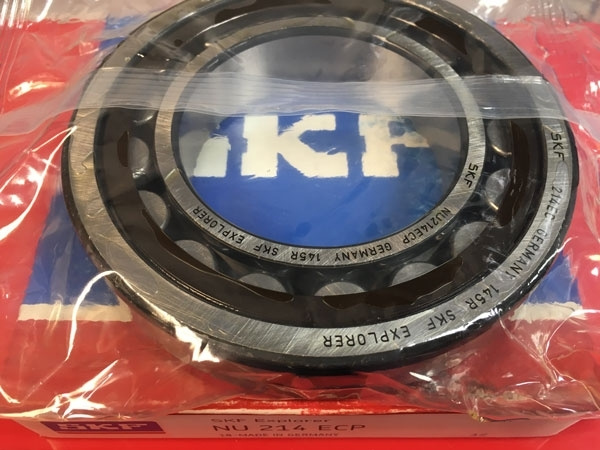 SKF
SKF NU214ECP GERMANY 145R SKF EXPLORER
SKF 214EC GERMANY 145R SKF EXPLORER
SKF
SKF Explorer
NU 214 ECP
MADE IN GERMANY